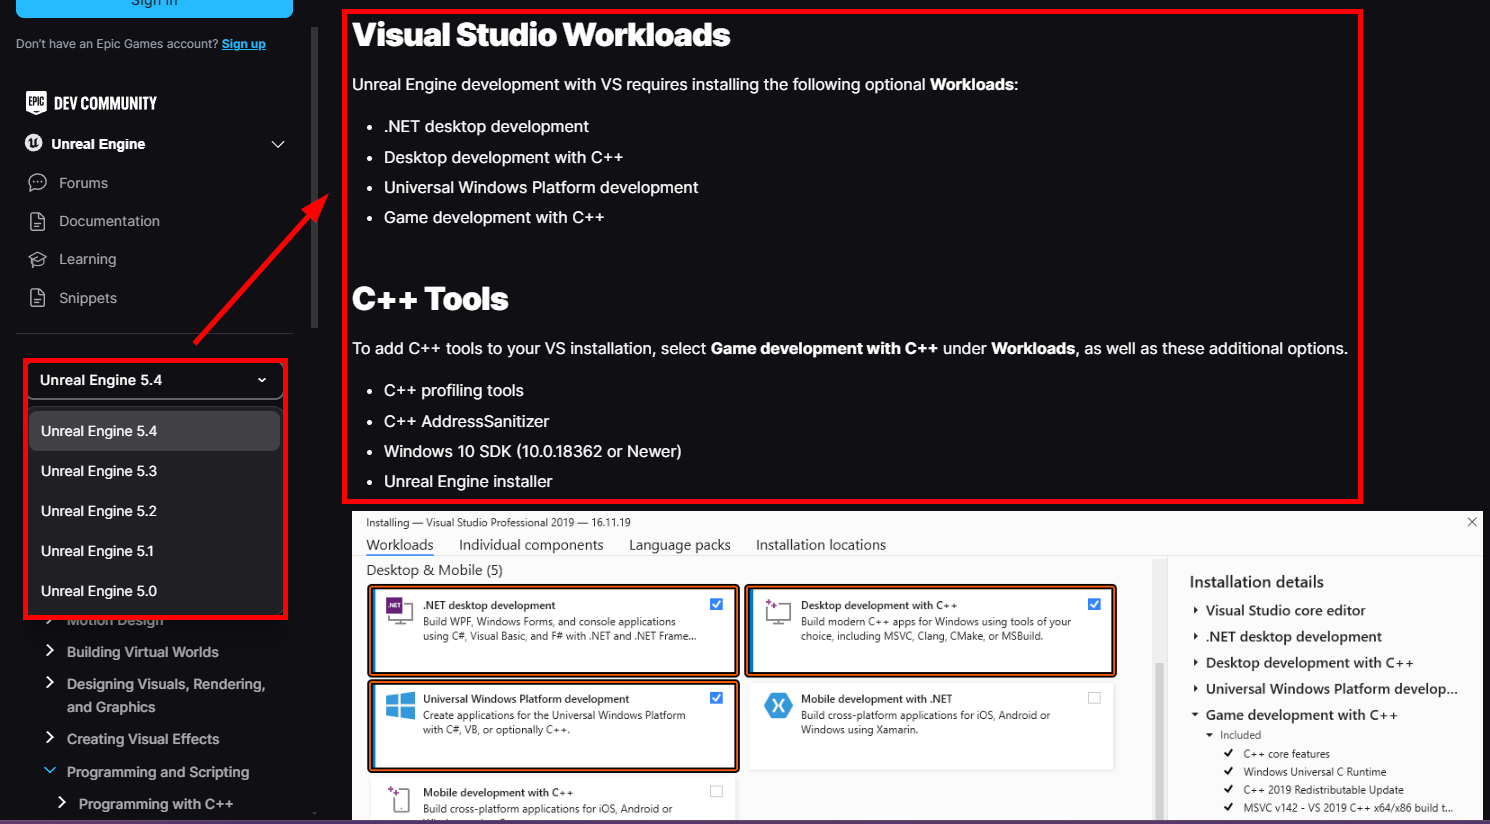 Sign in
Don't have an Epic Games account? Sign up
EPIC DEV COMMUNITY
Unreal Engine
Forums
Documentation
Learning
Snippets
Unreal Engine 5.4
Unreal Engine 5.4
Unreal Engine 5.3
Unreal Engine 5.2
Unreal Engine 5.1
Unreal Engine 5.0
Motion Design
Building Virtual Worlds
Designing Visuals, Rendering,
and Graphics
Creating Visual Effects
Programming and Scripting
Programming with C++
Visual Studio Workloads
Unreal Engine development with VS requires installing the following optional Workloads:
• .NET desktop development
• Desktop development with C++
• Universal Windows Platform development
• Game development with C++
C++ Tools
To add C++ tools to your VS installation, select Game development with C++ under Workloads, as well as these additional options.
• C++ profiling tools
• C++ AddressSanitizer
• Windows 10 SDK (10.0.18362 or Newer)
• Unreal Engine installer
Installing — Visual Studio Professional 2019 — 16.11.19
Workloads Individual components Language packs Installation locations
Desktop & Mobile (5)
.NET
.NET desktop development
Build WPF, Windows Forms, and console applications
using C#, Visual Basic, and F# with .NET and .NET Frame...
Desktop development with C++
Build modern C++ apps for Windows using tools of your
choice, including MSVC, Clang, CMake, or MSBuild.
Universal Windows Platform development
Create applications for the Universal Windows Platform
with C#, VB, or optionally C++.
Mobile development with .NET
Build cross-platform applications for iOS, Android or
Windows using Xamarin.
Mobile development with C++
Build cross-platform applications for iOS, Android or
Installation details
Visual Studio core editor
.NET desktop development
Desktop development with C++
Universal Windows Platform develop...
Game development with C++
Included
C++ core features
Windows Universal C Runtime
C++ 2019 Redistributable Update
MSVC v142 - VS 2019 C++ x64/x86 build t...